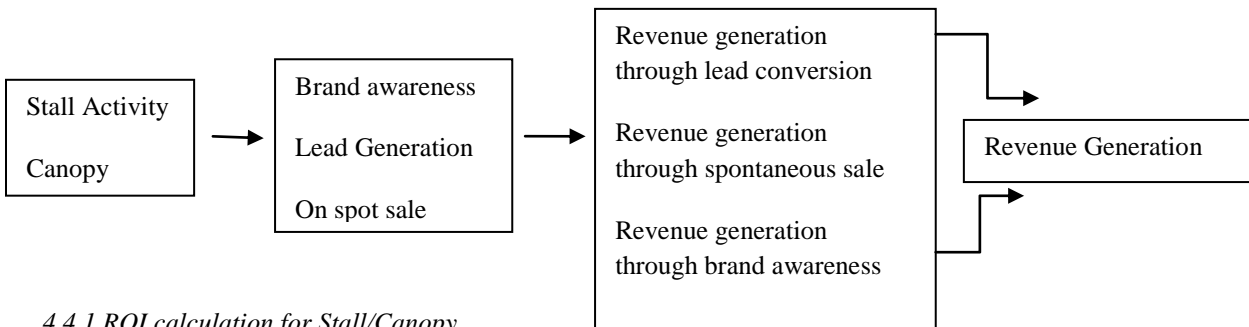 Stall Activity
Canopy
Brand awareness
Lead Generation
On spot sale
Revenue generation
through lead conversion
Revenue generation
through spontaneous sale
Revenue generation
through brand awareness
Revenue Generation
4.4.1 ROI calculation for Stall/Canopy